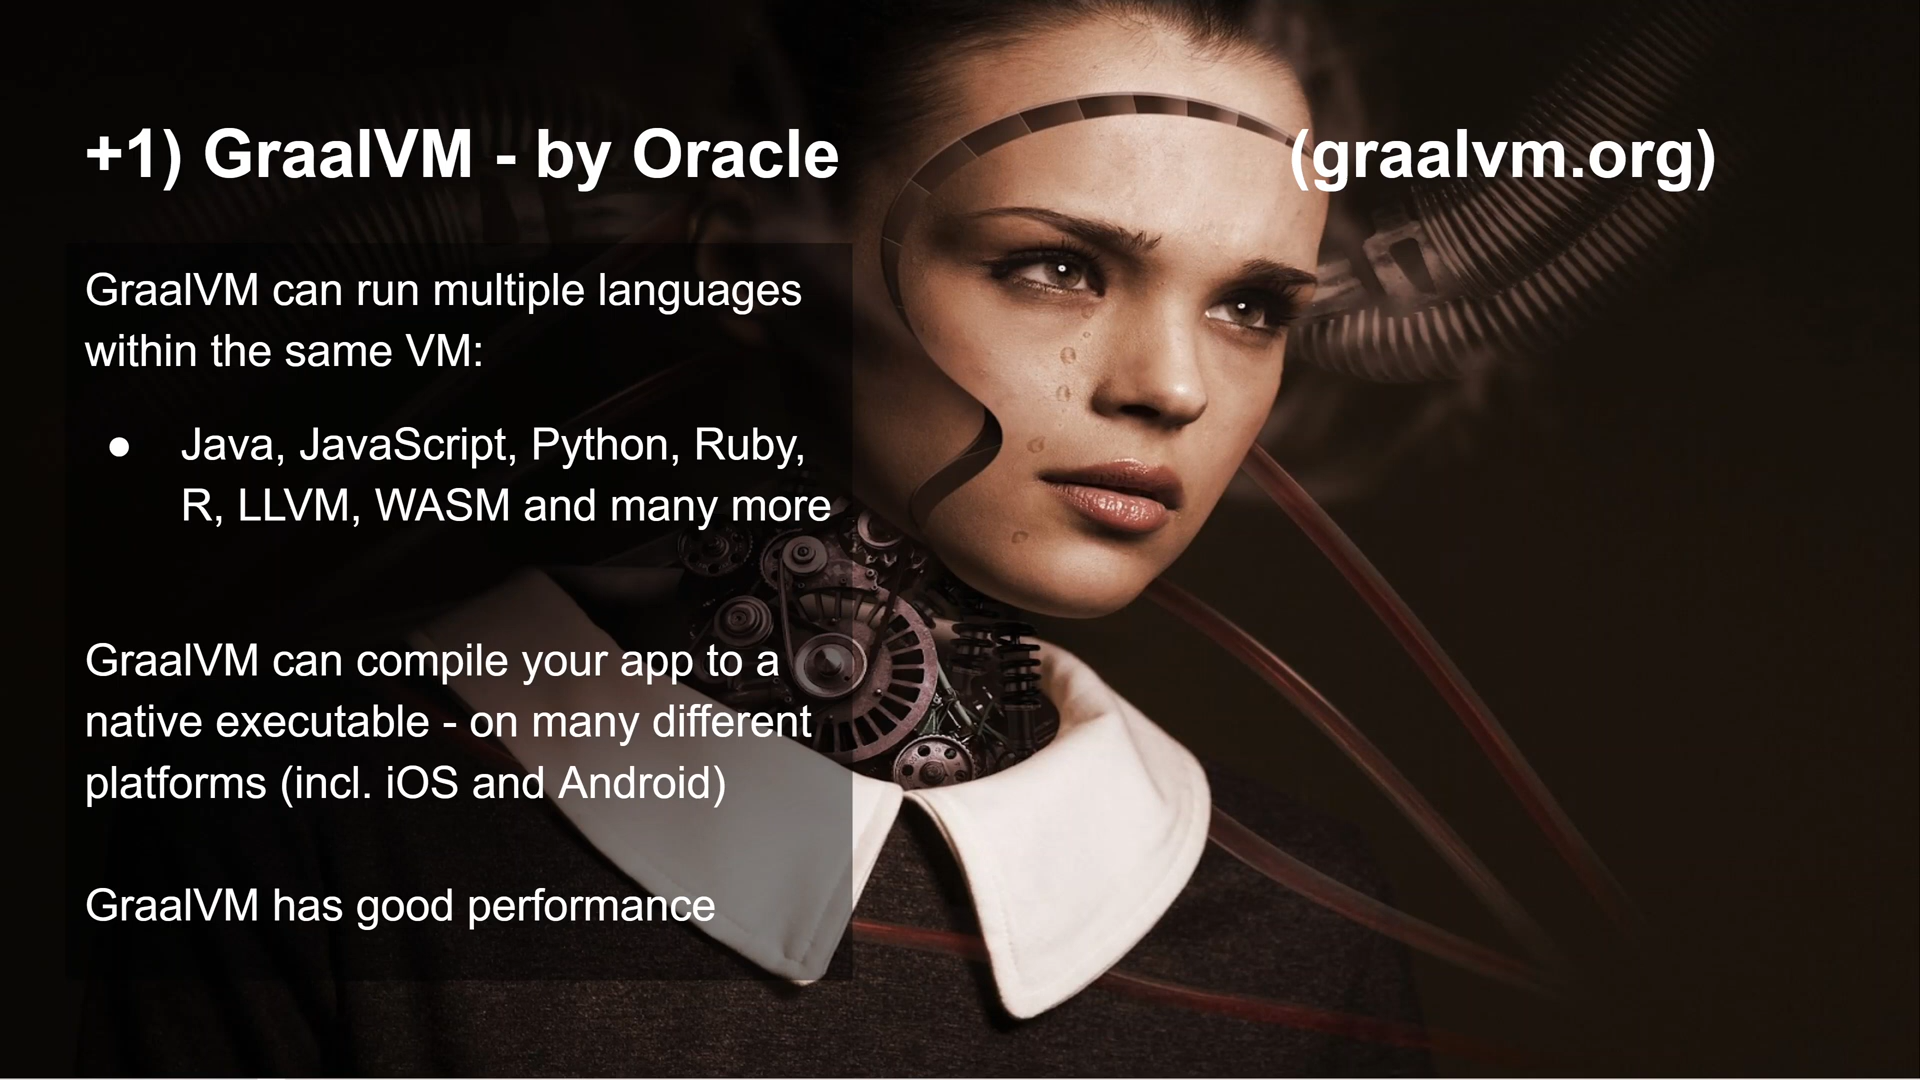 +1) GraalVM - by Oracle (graalvm.org)
GraalVM can run multiple languages
within the same VM:
● Java, JavaScript, Python, Ruby,
R, LLVM, WASM and many more
GraalVM can compile your app to a
native executable - on many different
platforms (incl. iOS and Android)
GraalVM has good performance